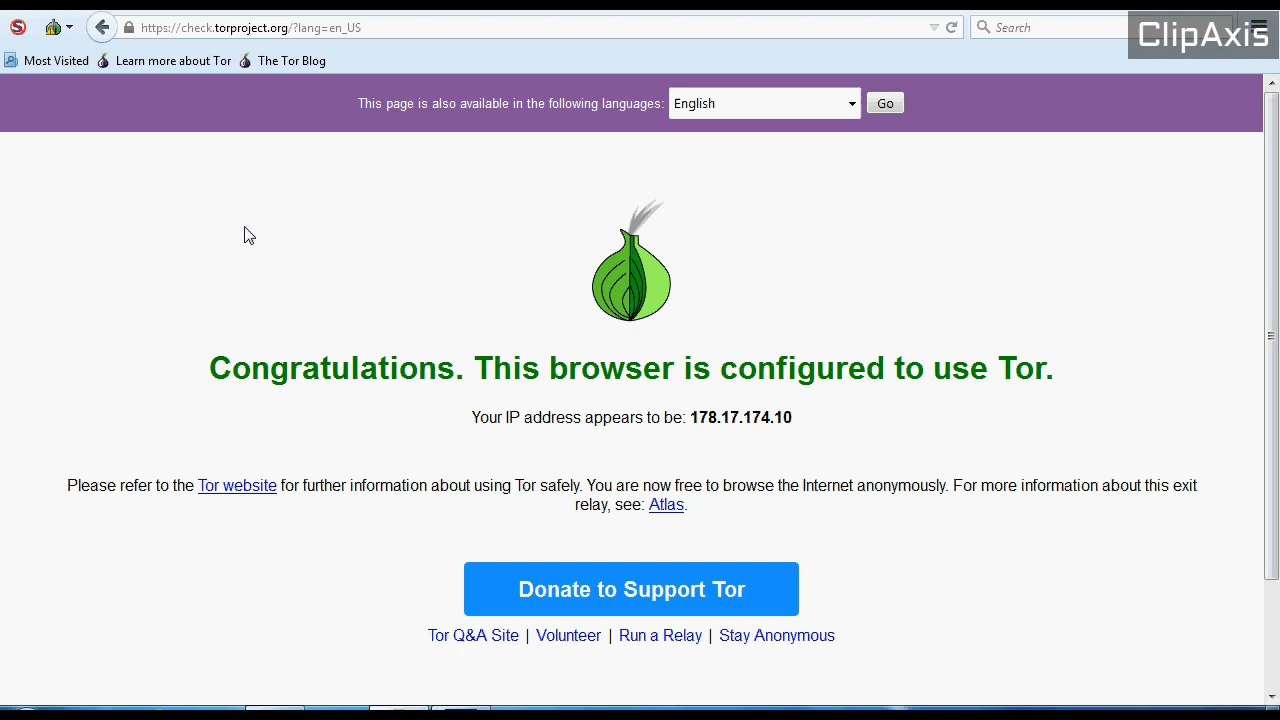 https://check.torproject.org/?lang=en_US
Search
ClipAxis
Most Visited
Learn more about Tor
The Tor Blog
This page is also available in the following languages:
English
Go
Congratulations. This browser is configured to use Tor.
Your IP address appears to be: 178.17.174.10
Please refer to the Tor website for further information about using Tor safely. You are now free to browse the Internet anonymously. For more information about this exit
relay, see: Atlas.
Donate to Support Tor
Tor Q&A Site | Volunteer | Run a Relay | Stay Anonymous